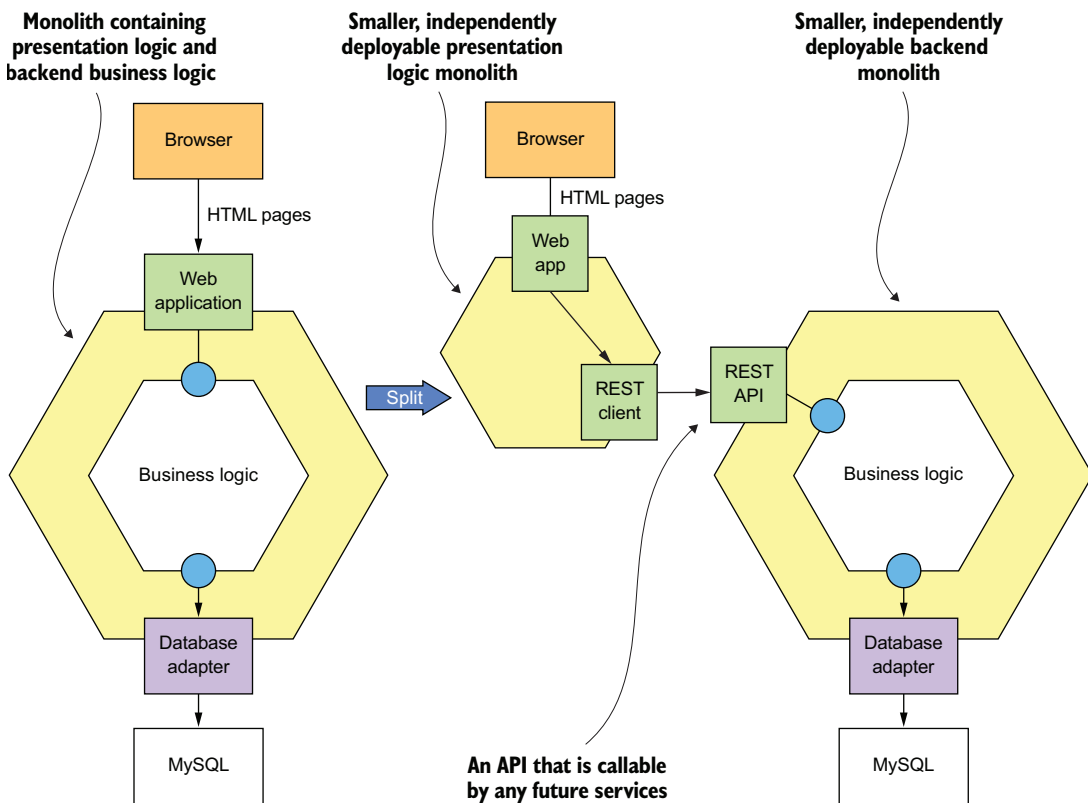 Monolith containing
presentation logic and
backend business logic
Smaller, independently
deployable presentation
logic monolith
Smaller, independently
deployable backend
monolith
Browser
HTML pages
Web
application
Business logic
Database
adapter
MySQL
Split
Browser
HTML pages
Web
app
REST
client
REST
API
Business logic
Database
adapter
MySQL
An API that is callable
by any future services